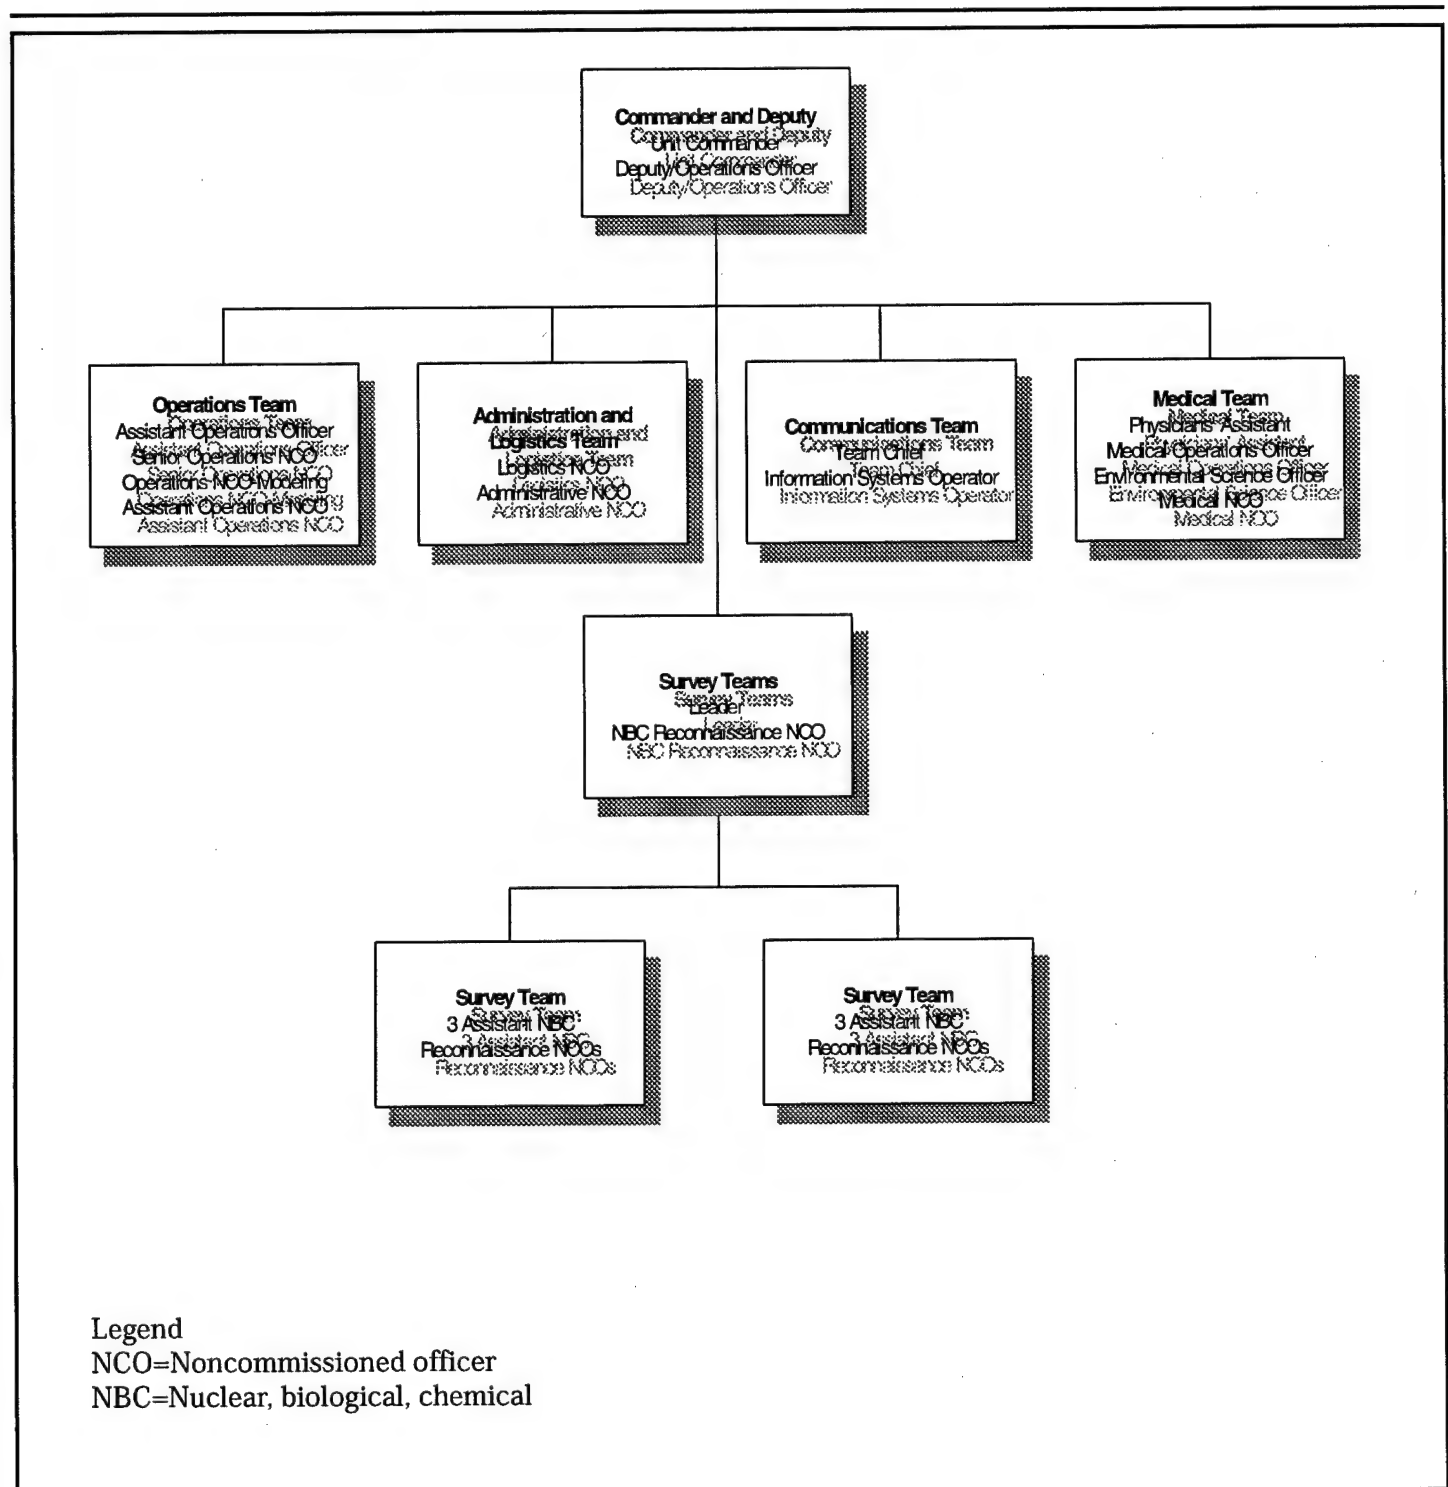 Commander and Deputy
Unit Commander
Deputy/Operations Officer
Operations Team
Assistant Operations Officer
Senior Operations NCO
Operations NCO-Modeling
Assistant Operations NCO
Administration and
Logistics Team
Logistics NCO
Administrative NCO
Communications Team
Team Chief
Information Systems Operator
Medical Team
Physicians' Assistant
Medical Operations Officer
Environmental Science Officer
Medical NCO
Survey Teams
Leader
NBC Reconnaissance NCO
Survey Team
3 Assistant NBC
Reconnaissance NCOs
Survey Team
3 Assistant NBC
Reconnaissance NCOs
Legend
NCO=Noncommissioned officer
NBC=Nuclear, biological, chemical